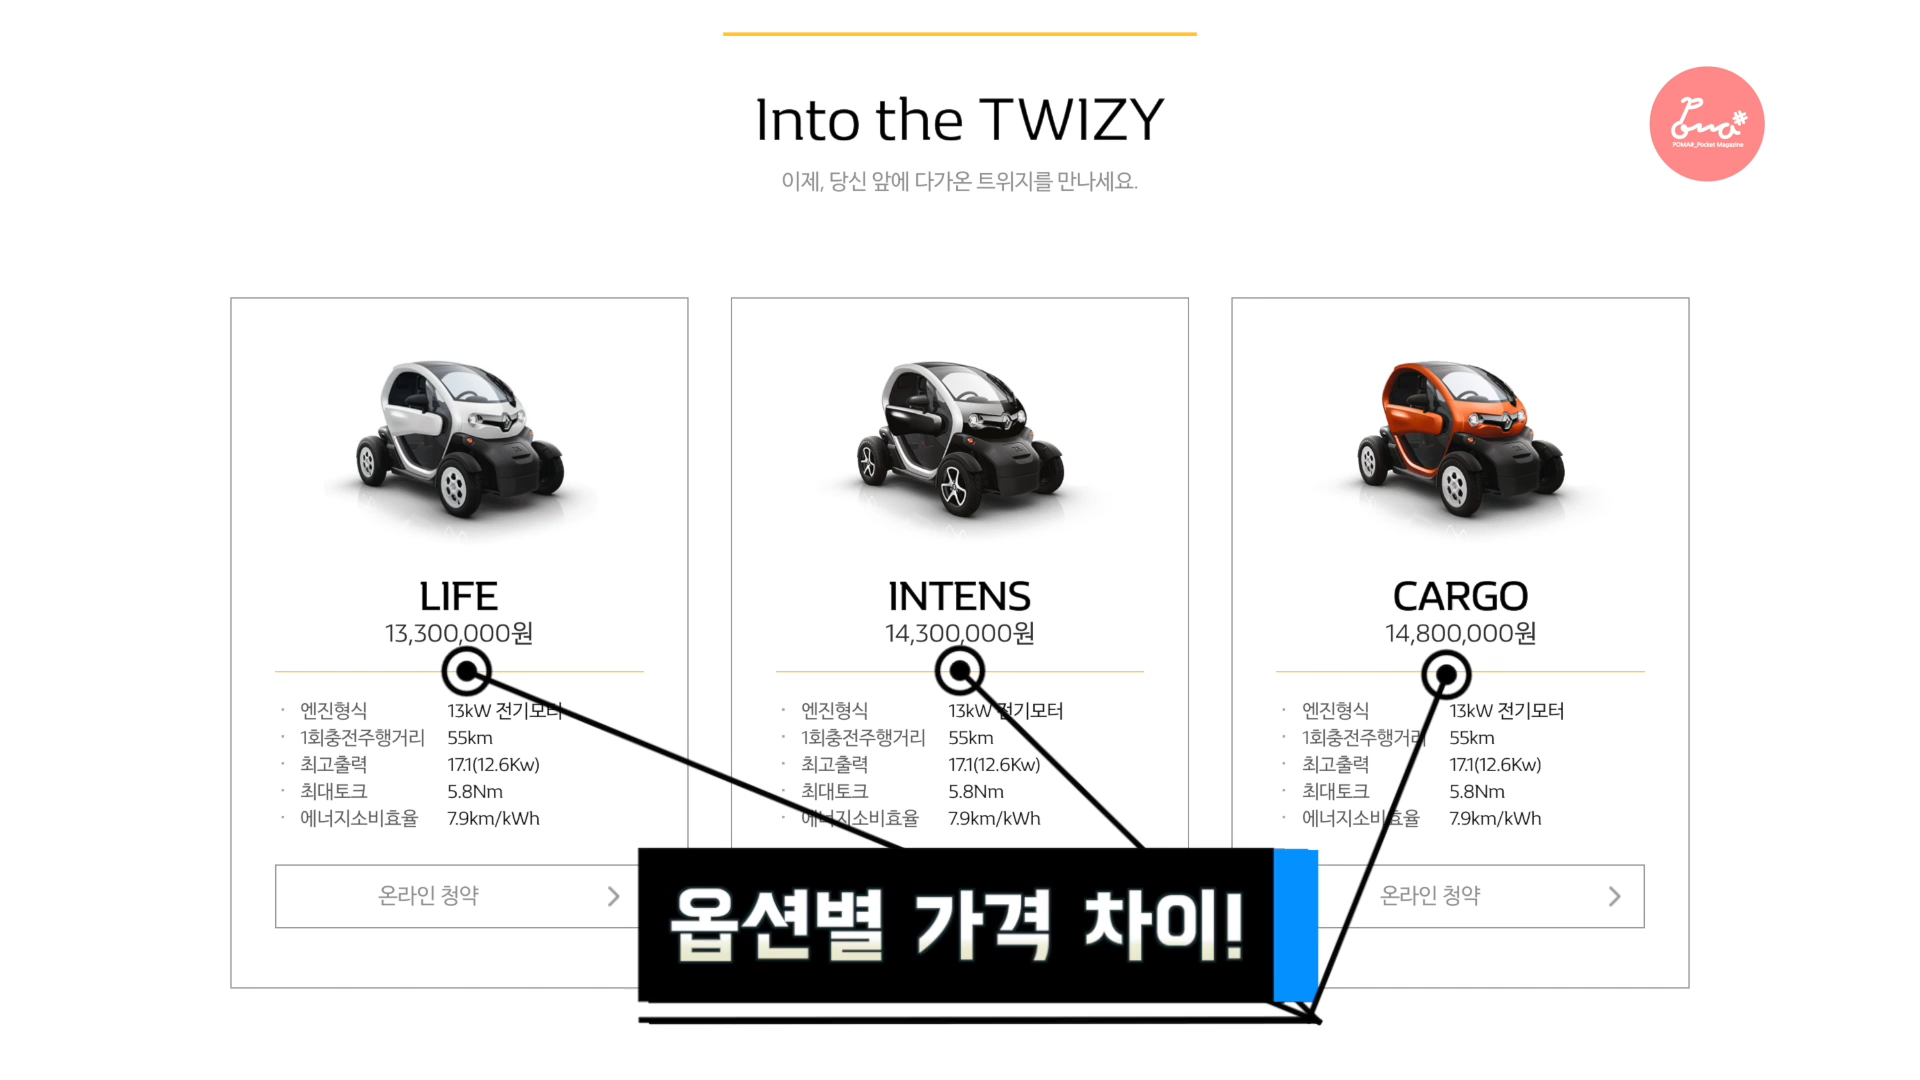 Into the TWIZY
이제, 당신 앞에 다가온 트위지를 만나세요.
Poma#
POMA#_Pocket Magazine
LIFE
13,300,000원
· 엔진형식 13kW 전기모터
· 1회충전주행거리 55km
· 최고출력 17.1(12.6Kw)
· 최대토크 5.8Nm
· 에너지소비효율 7.9km/kWh
온라인 청약
INTENS
14,300,000원
· 엔진형식 13kW 전기모터
· 1회충전주행거리 55km
· 최고출력 17.1(12.6Kw)
· 최대토크 5.8Nm
· 에너지소비효율 7.9km/kWh
CARGO
14,800,000원
· 엔진형식 13kW 전기모터
· 1회충전주행거리 55km
· 최고출력 17.1(12.6Kw)
· 최대토크 5.8Nm
· 에너지소비효율 7.9km/kWh
온라인 청약
옵션별 가격 차이!